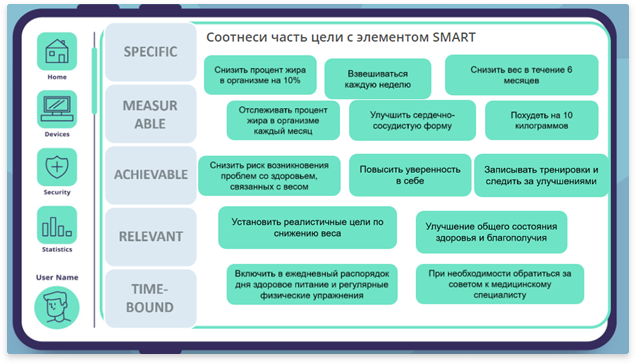 Соотнеси часть цели с элементом SMART
Home
Devices
Security
Statistics
User Name
SPECIFIC
MEASUR
ABLE
ACHIEVABLE
RELEVANT
TIME-
BOUND
Снизить процент жира
в организме на 10%
Взвешиваться
каждую неделю
Снизить вес в течение 6
месяцев
Отслеживать процент
жира в организме
каждый месяц
Улучшить сердечно-
сосудистую форму
Похудеть на 10
килограммов
Снизить риск возникновения
проблем со здоровьем,
связанных с весом
Повысить уверенность
в себе
Записывать тренировки и
следить за улучшениями
Установить реалистичные цели по
снижению веса
Улучшение общего состояния
здоровья и благополучия
Включить в ежедневный распорядок
дня здоровое питание и регулярные
физические упражнения
При необходимости обратиться за
советом к медицинскому
специалисту